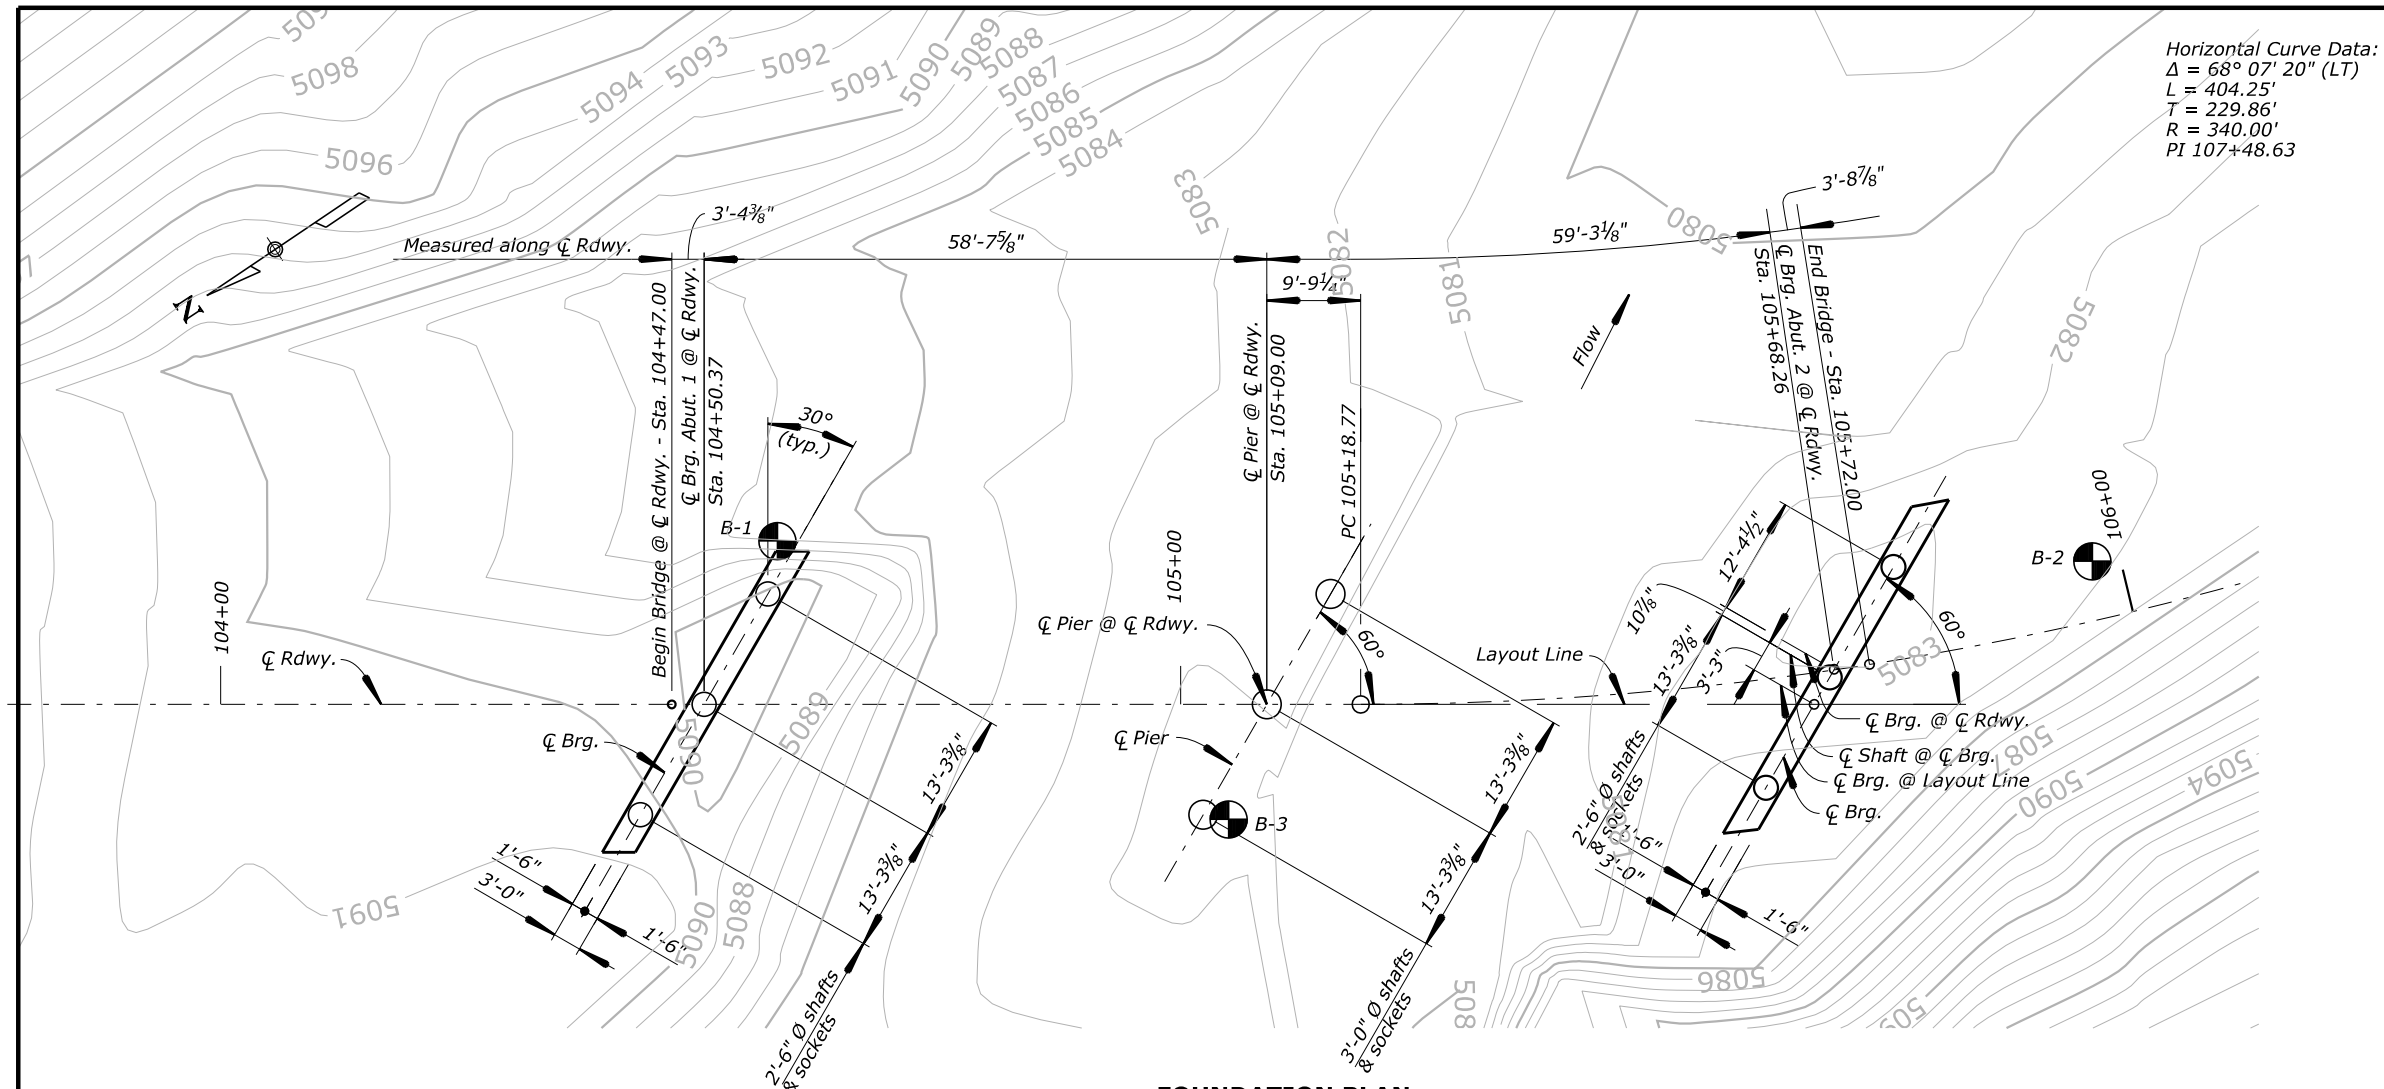 Horizontal Curve Data:
Δ = 68° 07' 20" (LT)
L = 404.25'
T = 229.86'
R = 340.00'
PI 107+48.63
5098
5096
5094
5093
5092
5091
5090
5089
5088
5087
5086
5085
5084
5083
5082
5081
5080
5082
N
Measured along ℄ Rdwy.
3'-4⅜"
58'-7⅝"
59'-3⅛"
3'-8⅞"
9'-9¼"
Begin Bridge @ ℄ Rdwy. - Sta. 104+47.00
℄ Brg. Abut. 1 @ ℄ Rdwy.
Sta. 104+50.37
℄ Pier @ ℄ Rdwy.
Sta. 105+09.00
PC 105+18.77
Flow
Sta. 105+68.26
℄ Brg. Abut. 2 @ ℄ Rdwy.
End Bridge - Sta. 105+72.00
30°
(typ.)
B-1
B-2
B-3
104+00
105+00
106+00
℄ Rdwy.
℄ Brg.
℄ Pier @ ℄ Rdwy.
℄ Pier
60°
Layout Line
12'-4½"
10⅞"
13'-3⅜"
3'-3"
60°
5083
℄ Brg. @ ℄ Rdwy.
℄ Shaft @ ℄ Brg.
℄ Brg. @ Layout Line
℄ Brg.
5090
5089
13'-3⅜"
13'-3⅜"
2'-6" Ø shafts
& sockets
1'-6"
3'-0"
1'-6"
5091
5090
5088
13'-3⅜"
13'-3⅜"
3'-0" Ø shafts
& sockets
2'-6" Ø shafts
& sockets
1'-6"
3'-0"
1'-6"
5087
5090
5094
5086
508
FOUNDATION PLAN